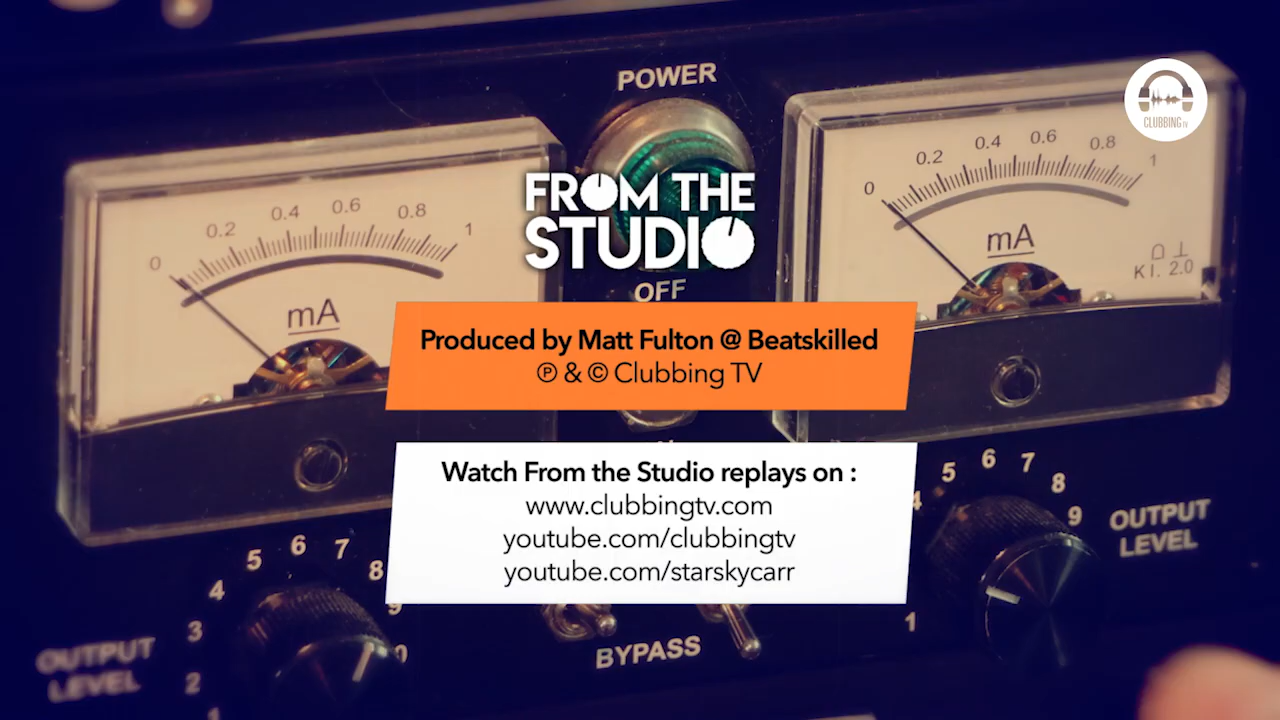 POWER
CLUBBING TV
0 0.2 0.4 0.6 0.8 1
mA
0 0.2 0.4 0.6 0.8 1
mA
K I. 2.0
FROM THE
STUDIO
OFF
Produced by Matt Fulton @ Beatskilled
℗ & © Clubbing TV
Watch From the Studio replays on :
www.clubbingtv.com
youtube.com/clubbingtv
youtube.com/starskycarr
1 2 3 4 5 6 7 8 9
OUTPUT
LEVEL
BYPASS
1 4 5 6 7 8 9
OUTPUT
LEVEL